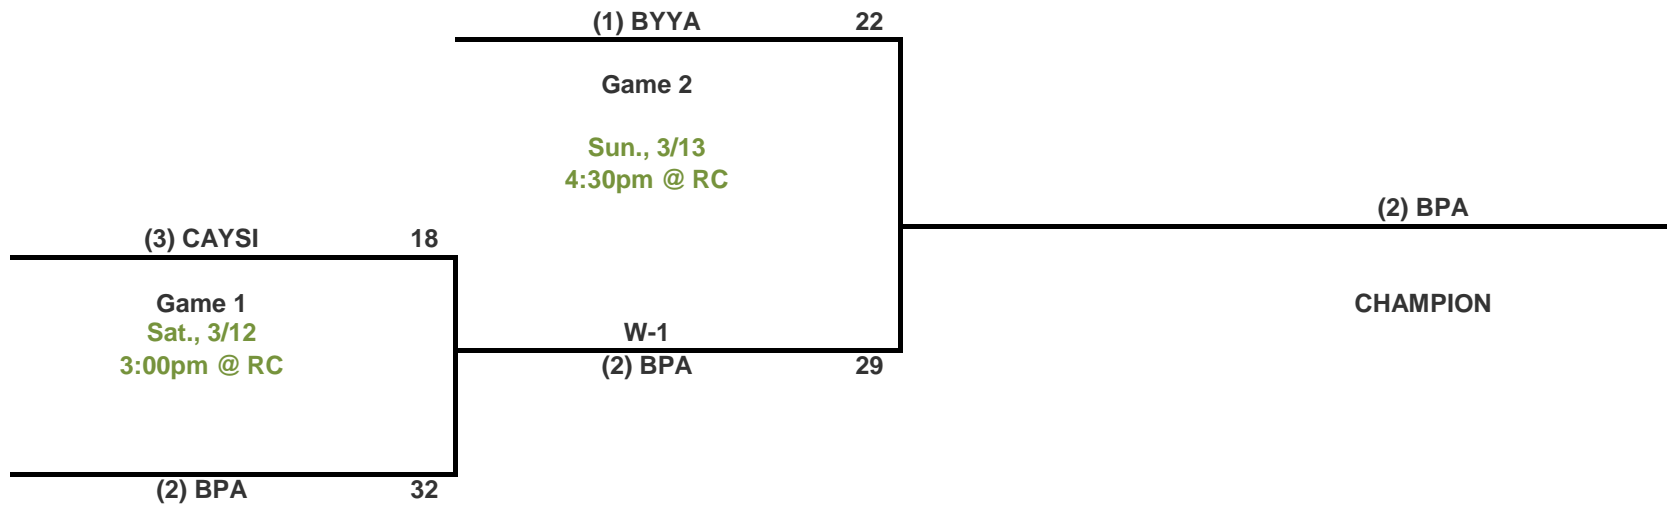 (1) BYYA 22
Game 2
Sun., 3/13
4:30pm @ RC
(2) BPA
(3) CAYSI 18
Game 1
Sat., 3/12
3:00pm @ RC
CHAMPION
W-1
(2) BPA 29
(2) BPA 32